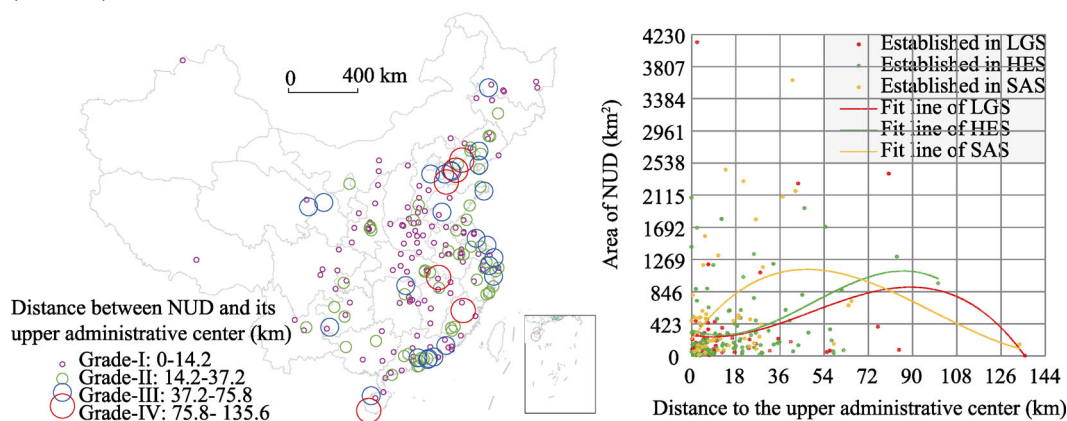 0 400 km
Distance between NUD and its
upper administrative center (km)
Grade-I: 0-14.2
Grade-II: 14.2-37.2
Grade-III: 37.2-75.8
Grade-IV: 75.8- 135.6
4230
3807
3384
2961
2538
2115
1692
1269
846
423
0
Area of NUD (km²)
Established in LGS
Established in HES
Established in SAS
Fit line of LGS
Fit line of HES
Fit line of SAS
0 18 36 54 72 90 108 126 144
Distance to the upper administrative center (km)